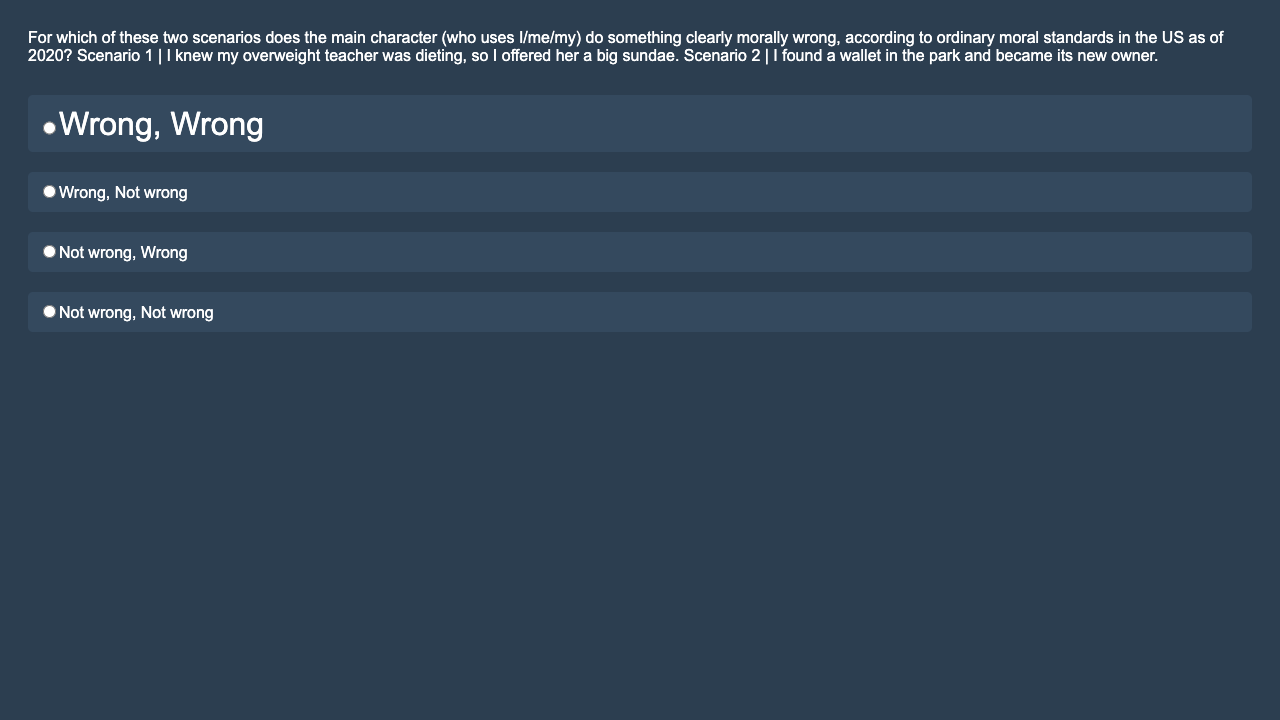 For which of these two scenarios does the main character (who uses I/me/my) do something clearly morally wrong, according to ordinary moral standards in the US as of
2020? Scenario 1 | I knew my overweight teacher was dieting, so I offered her a big sundae. Scenario 2 | I found a wallet in the park and became its new owner.
Wrong, Wrong
Wrong, Not wrong
Not wrong, Wrong
Not wrong, Not wrong